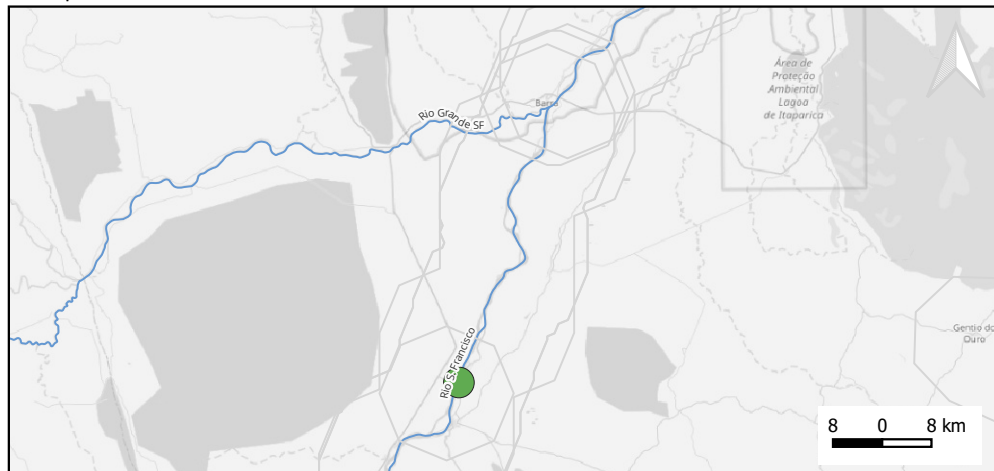 Área de
Proteção
Ambiental
Lagoa
de Itaparica
Barra
Rio Grande SF
Rio S. Francisco
Gentio do
Ouro
8 0 8 km